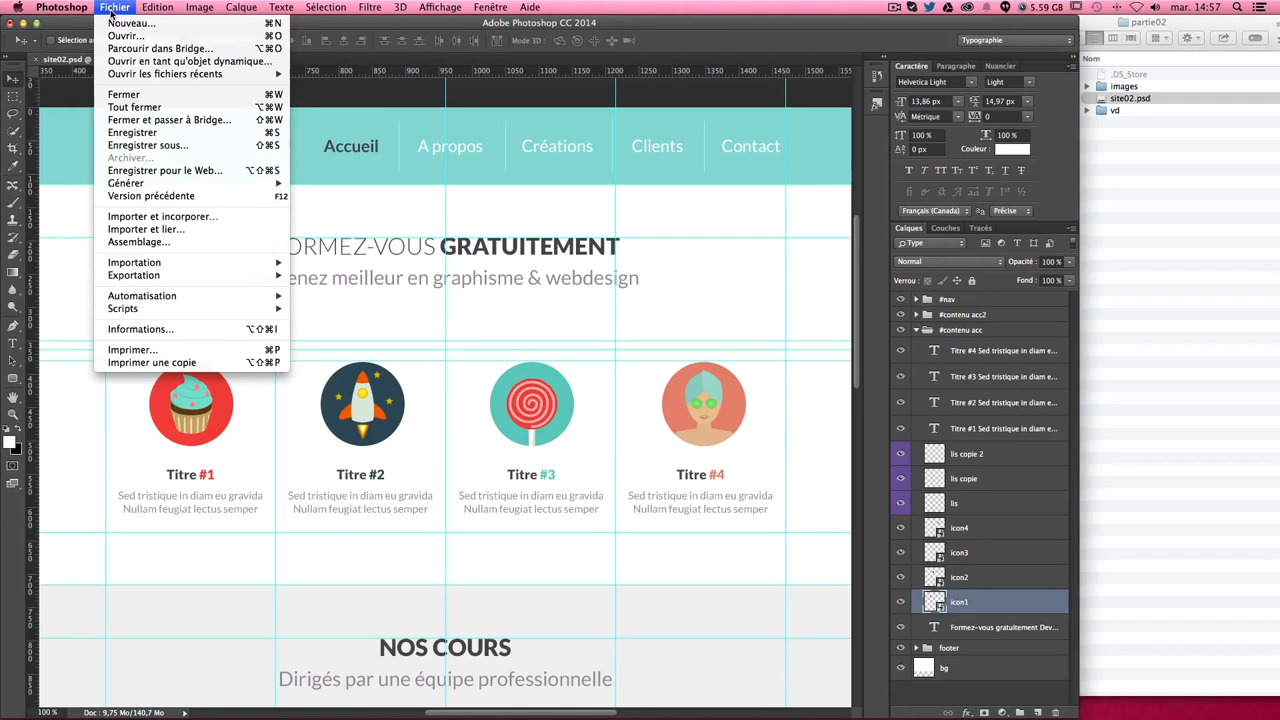 Photoshop Fichier Edition Image Calque Texte Sélection Filtre 3D Affichage Fenêtre Aide 5.59 GB mar. 14:57
Adobe Photoshop CC 2014
partie02
Nouveau... ⌘N
Ouvrir... ⌘O
Parcourir dans Bridge... ⌥⌘O
Ouvrir en tant qu'objet dynamique...
Ouvrir les fichiers récents
Fermer ⌘W
Tout fermer ⌥⌘W
Fermer et passer à Bridge... ⇧⌘W
Enregistrer ⌘S
Enregistrer sous... ⇧⌘S
Archiver...
Enregistrer pour le Web... ⌥⇧⌘S
Générer
Version précédente F12
Importer et incorporer...
Importer et lier...
Assemblage...
Importation
Exportation
Automatisation
Scripts
Informations... ⌥⇧⌘I
Imprimer... ⌘P
Imprimer une copie ⌥⇧⌘P
Sélection a
Mode 3D :
Typographie
site02.psd @
Accueil A propos Créations Clients Contact
ORMEZ-VOUS GRATUITEMENT
enez meilleur en graphisme & webdesign
Titre #1 Titre #2 Titre #3 Titre #4
Sed tristique in diam eu gravida Sed tristique in diam eu gravida Sed tristique in diam eu gravida Sed tristique in diam eu gravida
Nullam feugiat lectus semper Nullam feugiat lectus semper Nullam feugiat lectus semper Nullam feugiat lectus semper
NOS COURS
Dirigés par une équipe professionnelle
100 % Doc : 9,75 Mo/140,7 Mo
Caractère Paragraphe Nuancier
Helvetica Light Light
13,86 px 14,97 px
Métrique 0
100 % 100 %
0 px Couleur :
Français (Canada) Précise
Calques Couches Tracés
Type
Normal Opacité : 100 %
Verrou : Fond : 100 %
#nav
#contenu acc2
#contenu acc
Titre #4 Sed tristique in diam e...
Titre #3 Sed tristique in diam e...
Titre #2 Sed tristique in diam e...
Titre #1 Sed tristique in diam e...
lis copie 2
lis copie
lis
icon4
icon3
icon2
icon1
Formez-vous gratuitement Dev...
footer
bg
Nom
.DS_Store
images
site02.psd
vd